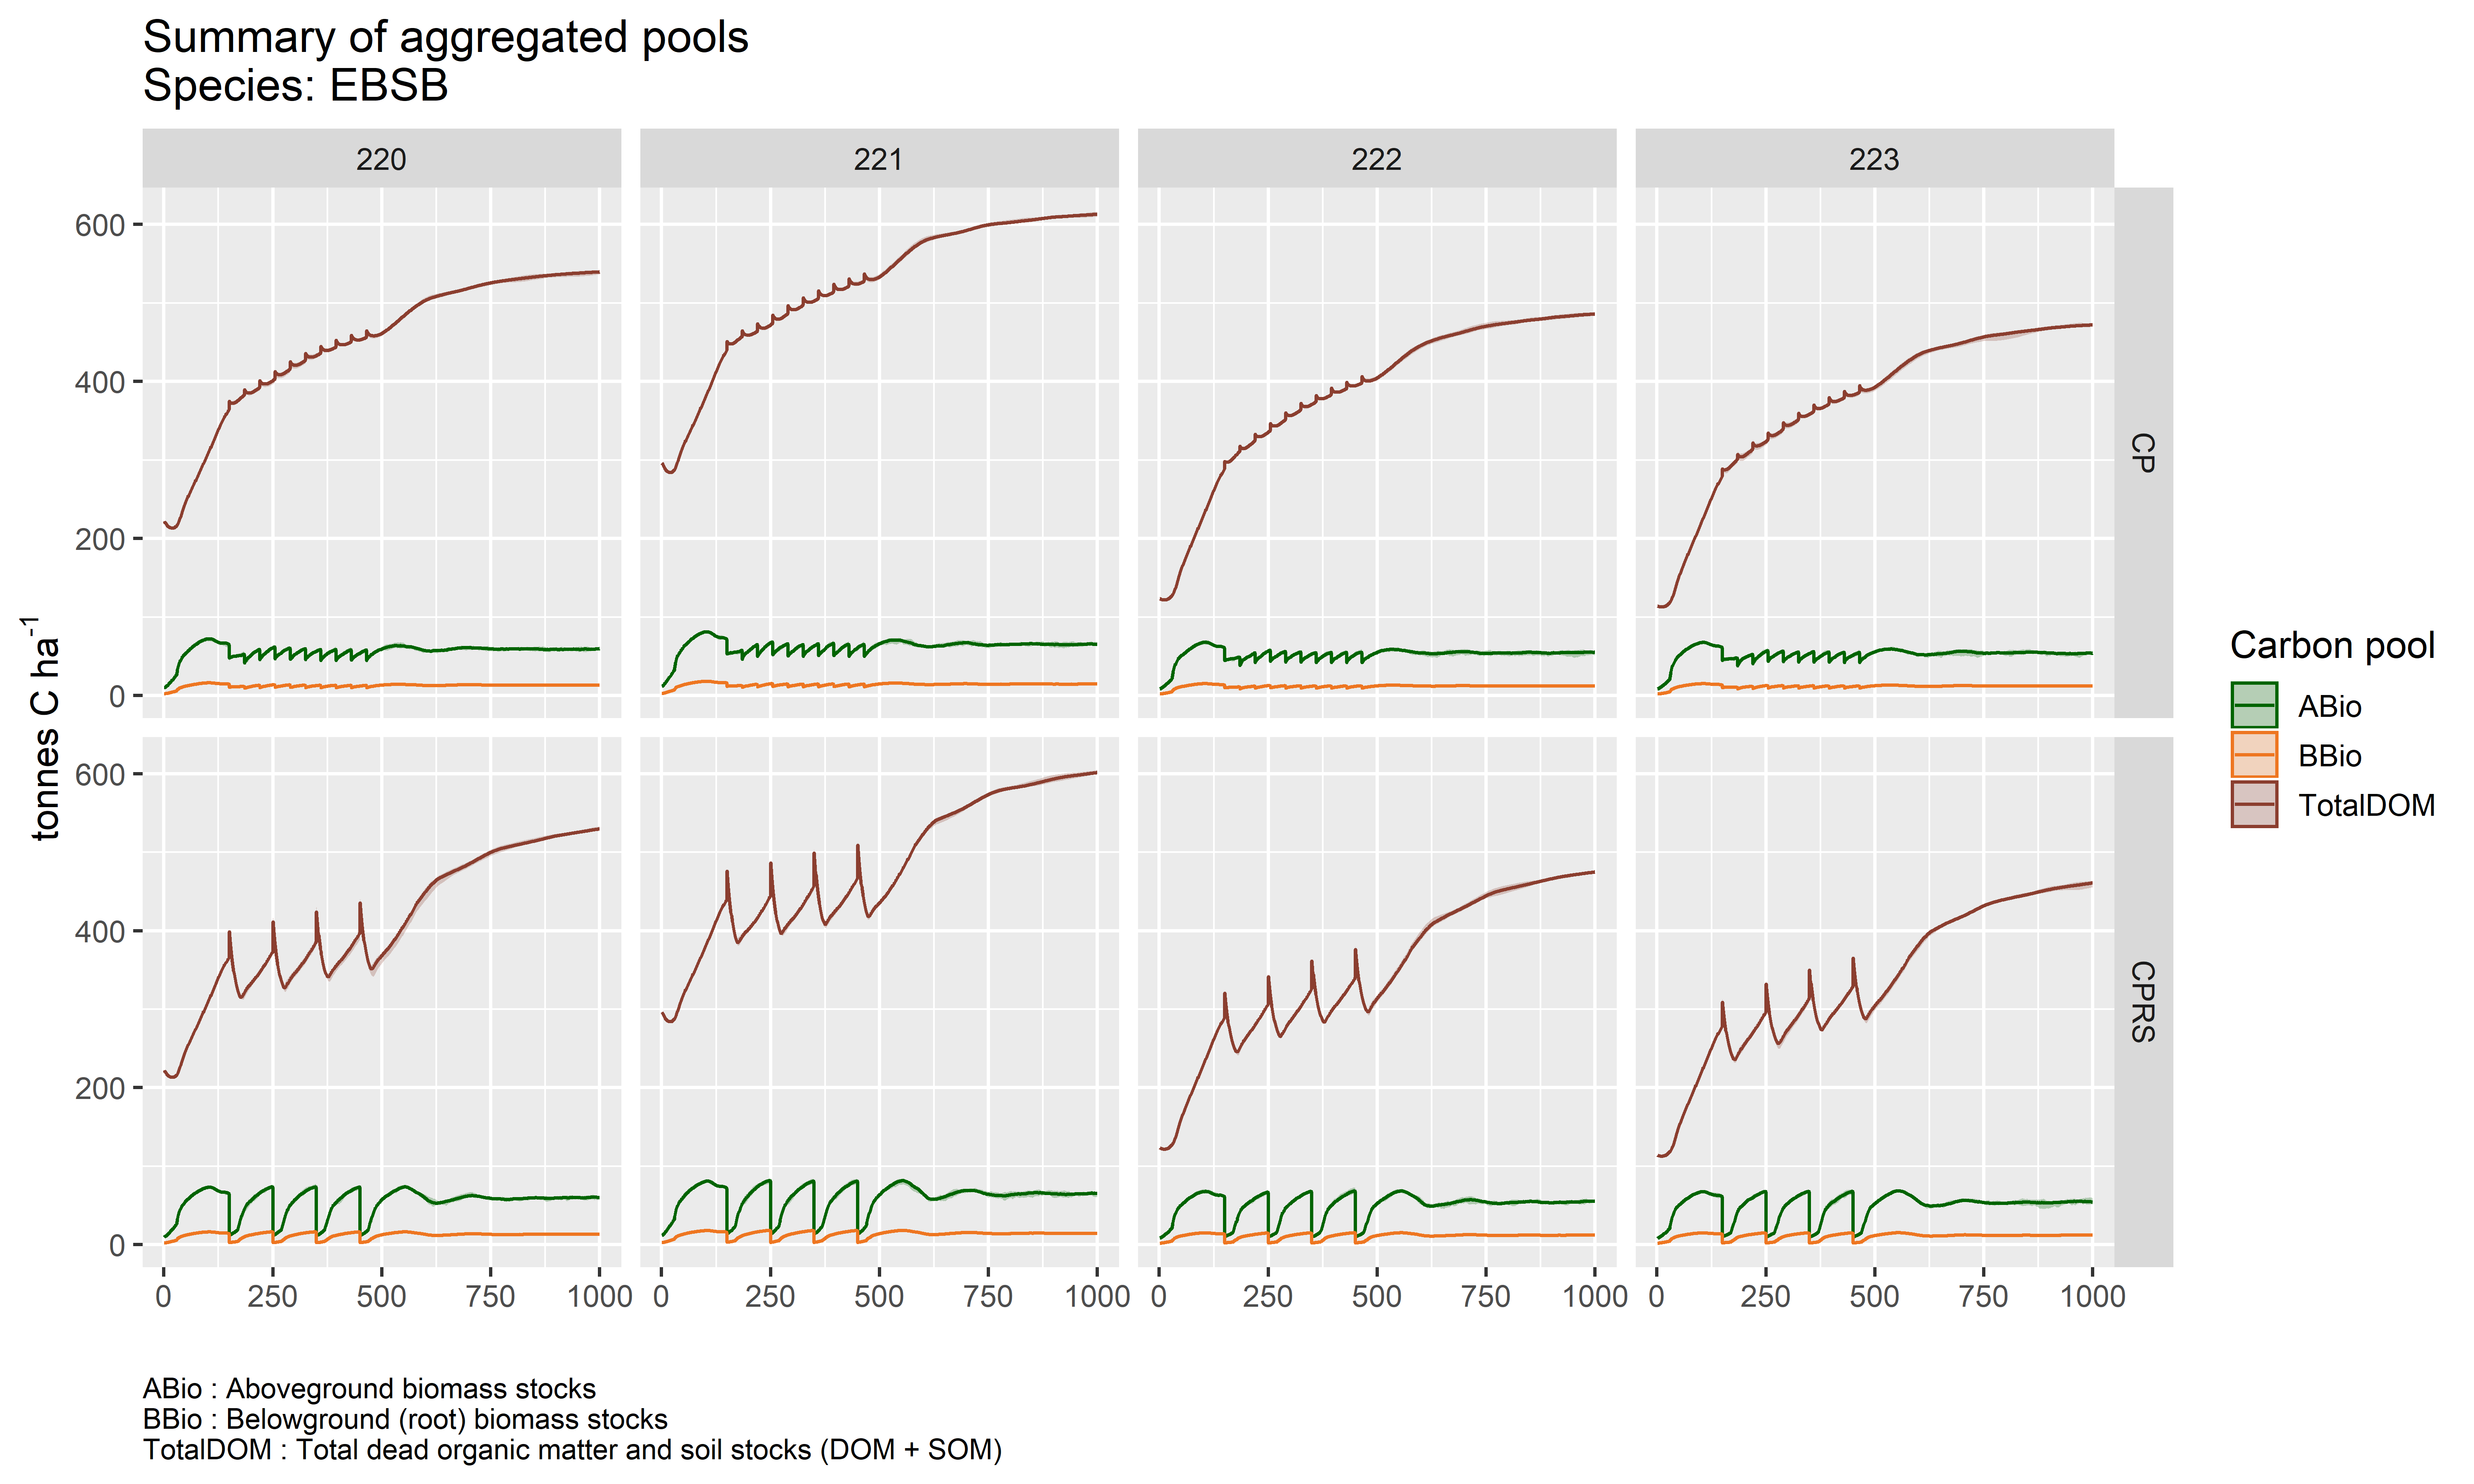 Summary of aggregated pools
Species: EBSB
220 221 222 223
600
400
200
0
CP
600
400
200
0
CPRS
tonnes C ha-1
0 250 500 750 1000 0 250 500 750 1000 0 250 500 750 1000 0 250 500 750 1000
Carbon pool
ABio
BBio
TotalDOM
ABio : Aboveground biomass stocks
BBio : Belowground (root) biomass stocks
TotalDOM : Total dead organic matter and soil stocks (DOM + SOM)